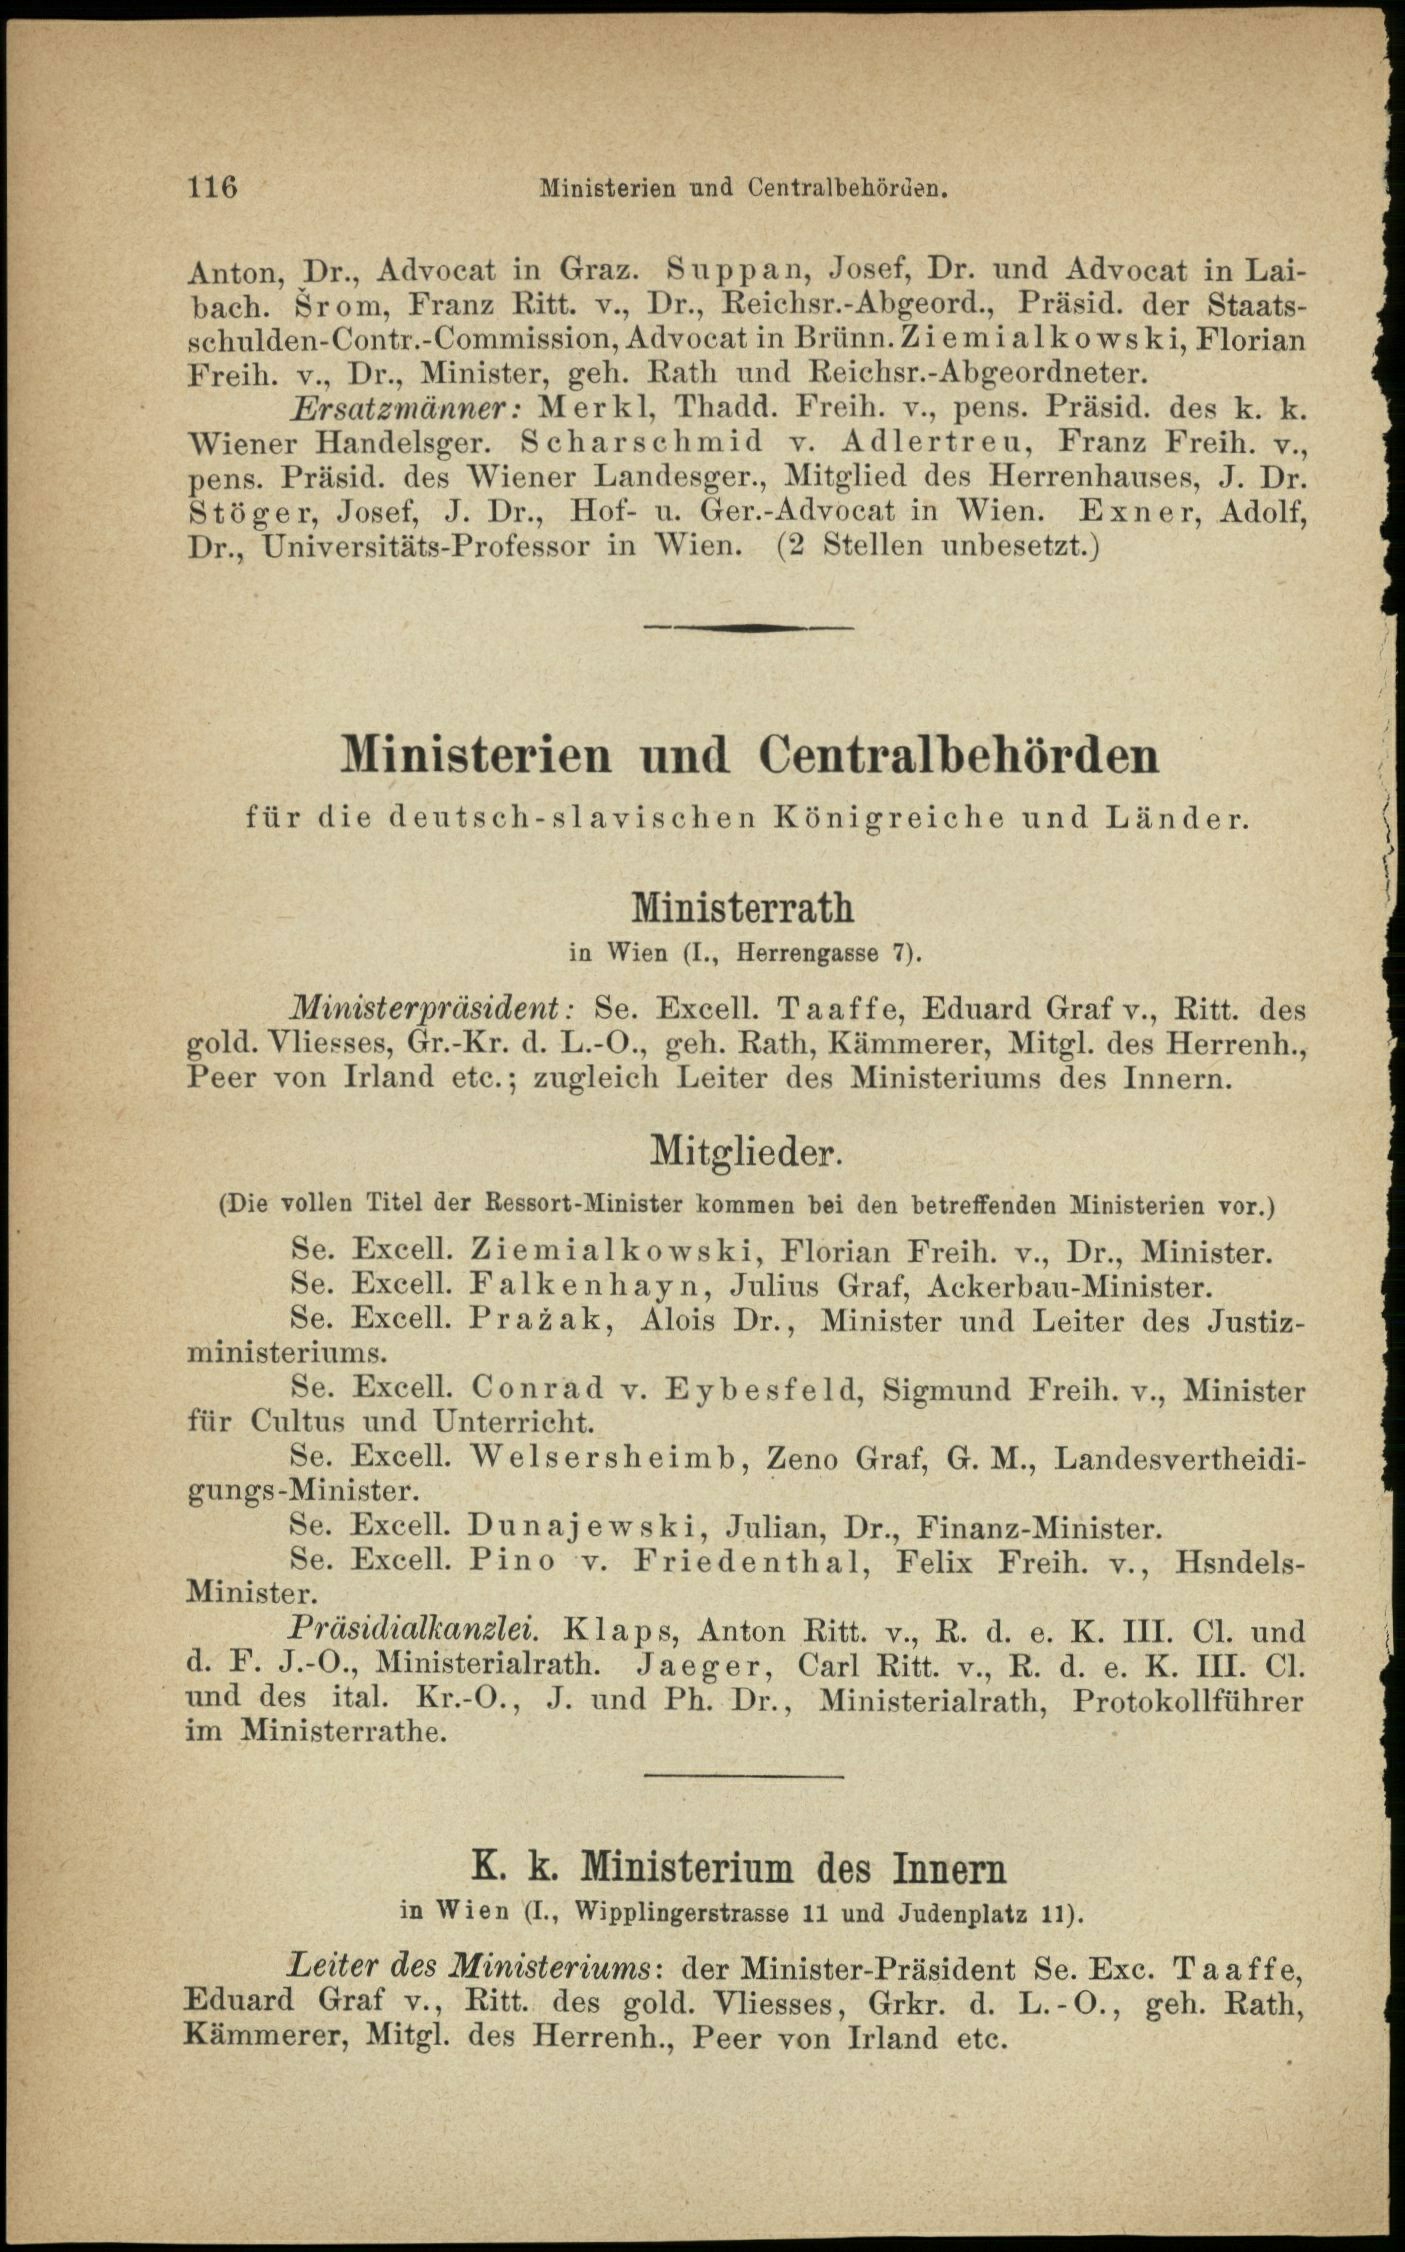 116 Ministerien und Centralbehörden.
Anton, Dr., Advocat in Graz. Suppan, Josef, Dr. und Advocat in Lai-
bach. Šrom, Franz Ritt. v., Dr., Reichsr.-Abgeord., Präsid. der Staats-
schulden-Contr.-Commission, Advocat in Brünn. Ziemialkowski, Florian
Freih. v., Dr., Minister, geh. Rath und Reichsr.-Abgeordneter.
Ersatzmänner: Merkl, Thadd. Freih. v., pens. Präsid. des k. k.
Wiener Handelsger. Scharschmid v. Adlertreu, Franz Freih. v.,
pens. Präsid. des Wiener Landesger., Mitglied des Herrenhauses, J. Dr.
Stöger, Josef, J. Dr., Hof- u. Ger.-Advocat in Wien. Exner, Adolf,
Dr., Universitäts-Professor in Wien. (2 Stellen unbesetzt.)
Ministerien und Centralbehörden
für die deutsch-slavischen Königreiche und Länder.
Ministerrath
in Wien (I., Herrengasse 7).
Ministerpräsident: Se. Excell. Taaffe, Eduard Graf v., Ritt. des
gold. Vliesses, Gr.-Kr. d. L.-O., geh. Rath, Kämmerer, Mitgl. des Herrenh.,
Peer von Irland etc.; zugleich Leiter des Ministeriums des Innern.
Mitglieder.
(Die vollen Titel der Ressort-Minister kommen bei den betreffenden Ministerien vor.)
Se. Excell. Ziemialkowski, Florian Freih. v., Dr., Minister.
Se. Excell. Falkenhayn, Julius Graf, Ackerbau-Minister.
Se. Excell. Pražak, Alois Dr., Minister und Leiter des Justiz-
ministeriums.
Se. Excell. Conrad v. Eybesfeld, Sigmund Freih. v., Minister
für Cultus und Unterricht.
Se. Excell. Welsersheimb, Zeno Graf, G. M., Landesvertheidi-
gungs-Minister.
Se. Excell. Dunajewski, Julian, Dr., Finanz-Minister.
Se. Excell. Pino v. Friedenthal, Felix Freih. v., Hsndels-
Minister.
Präsidialkanzlei. Klaps, Anton Ritt. v., R. d. e. K. III. Cl. und
d. F. J.-O., Ministerialrath. Jaeger, Carl Ritt. v., R. d. e. K. III. Cl.
und des ital. Kr.-O., J. und Ph. Dr., Ministerialrath, Protokollführer
im Ministerrathe.
K. k. Ministerium des Innern
in Wien (I., Wipplingerstrasse 11 und Judenplatz 11).
Leiter des Ministeriums: der Minister-Präsident Se. Exc. Taaffe,
Eduard Graf v., Ritt. des gold. Vliesses, Grkr. d. L.-O., geh. Rath,
Kämmerer, Mitgl. des Herrenh., Peer von Irland etc.